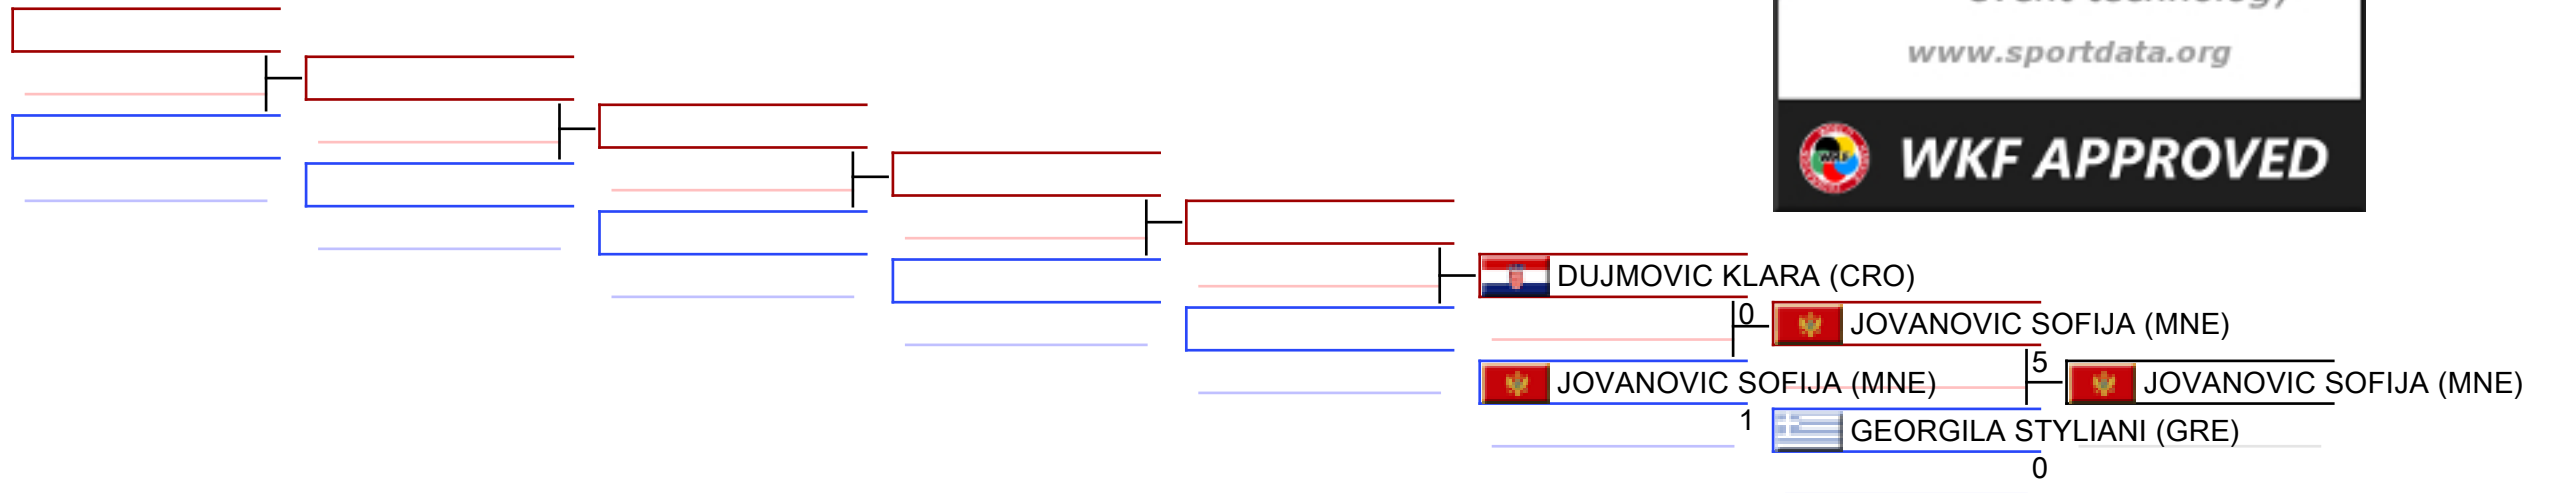 www.sportdata.org
WKF APPROVED
DUJMOVIC KLARA (CRO)
0
JOVANOVIC SOFIJA (MNE)
5
JOVANOVIC SOFIJA (MNE)
JOVANOVIC SOFIJA (MNE)
1
GEORGILA STYLIANI (GRE)
0